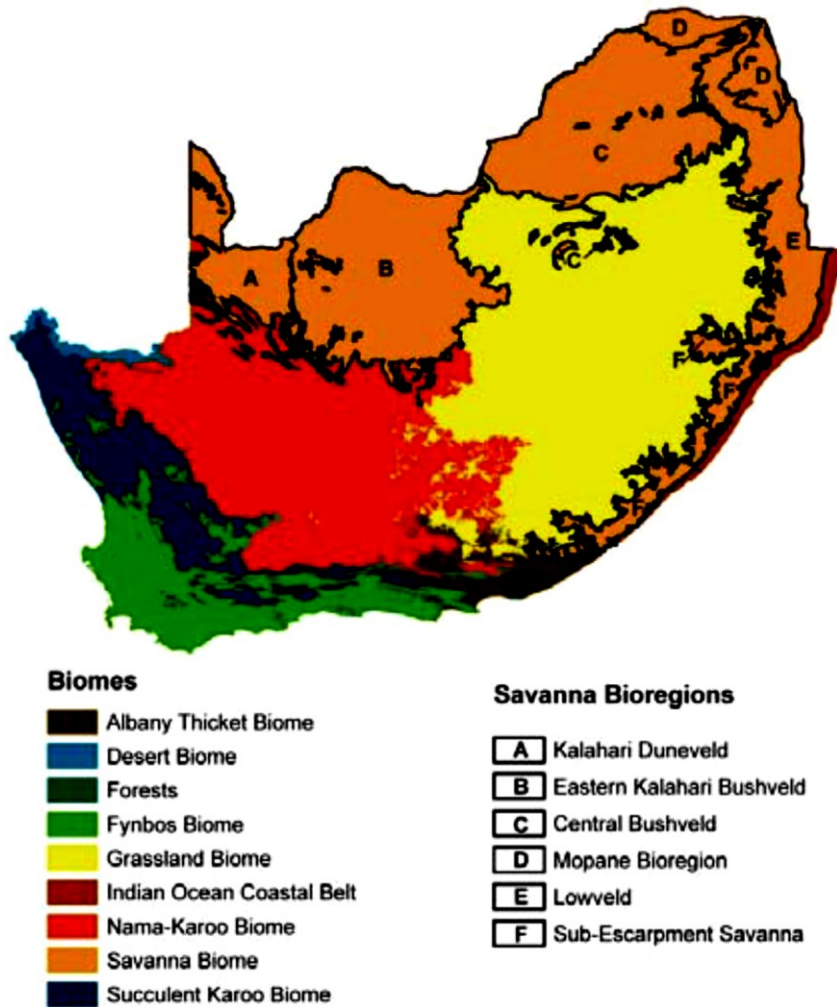 D
D
C
E
A
B
C
F
F
F
Biomes
Albany Thicket Biome
Desert Biome
Forests
Fynbos Biome
Grassland Biome
Indian Ocean Coastal Belt
Nama-Karoo Biome
Savanna Biome
Succulent Karoo Biome
Savanna Bioregions
A Kalahari Duneveld
B Eastern Kalahari Bushveld
C Central Bushveld
D Mopane Bioregion
E Lowveld
F Sub-Escarpment Savanna